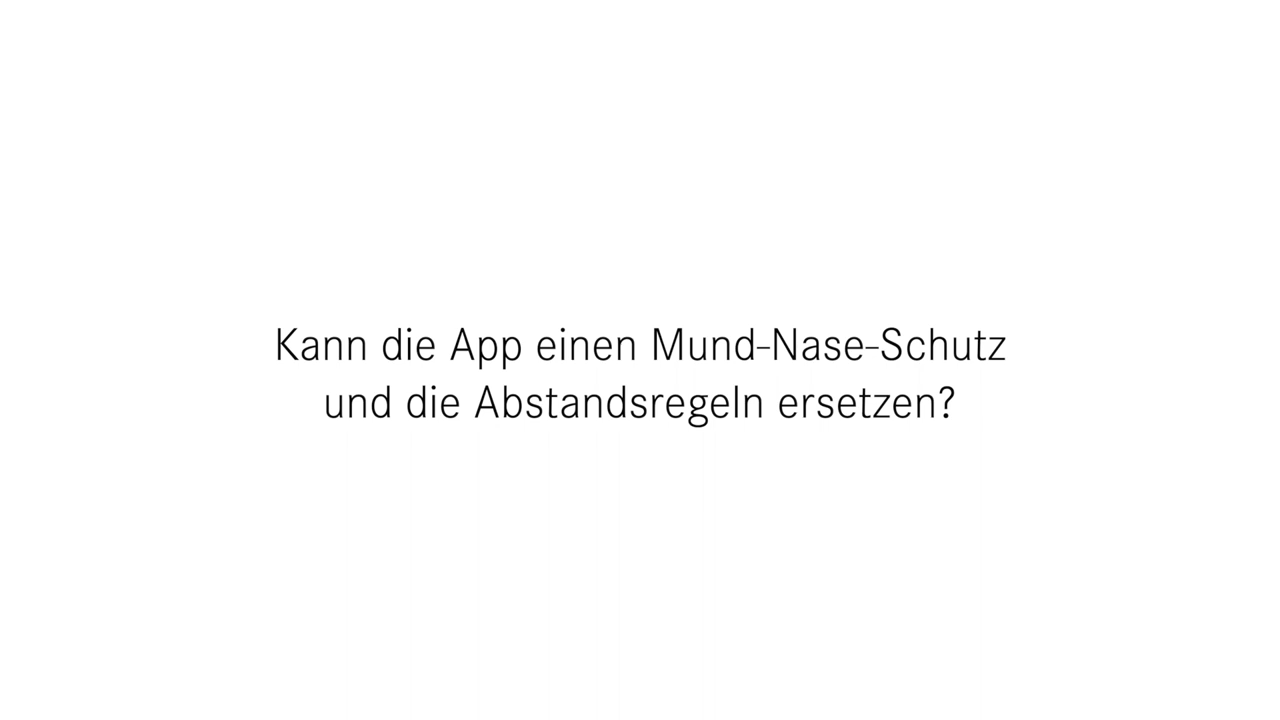 Kann die App einen Mund-Nase-Schutz
und die Abstandsregeln ersetzen?